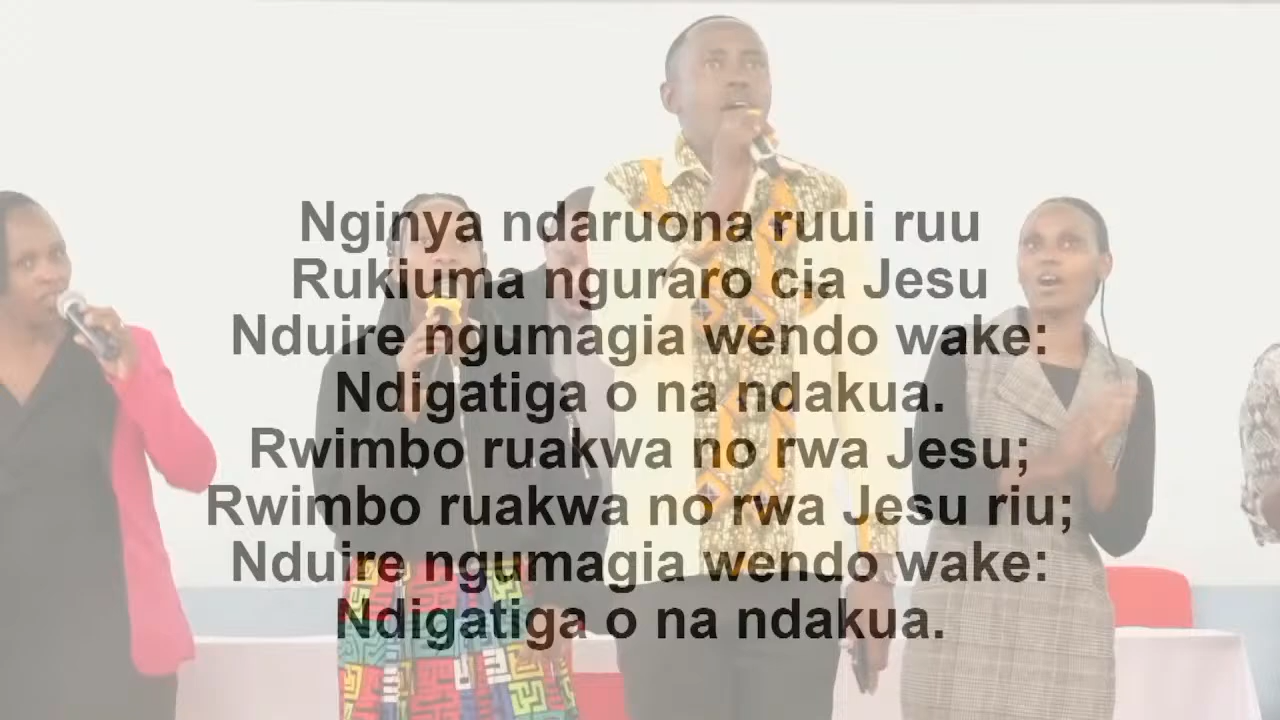 Nginya ndaruona ruui ruu
Rukiuma nguraro cia Jesu
Nduire ngumagia wendo wake:
Ndigatiga o na ndakua.
Rwimbo ruakwa no rwa Jesu;
Rwimbo ruakwa no rwa Jesu riu;
Nduire ngumagia wendo wake:
Ndigatiga o na ndakua.